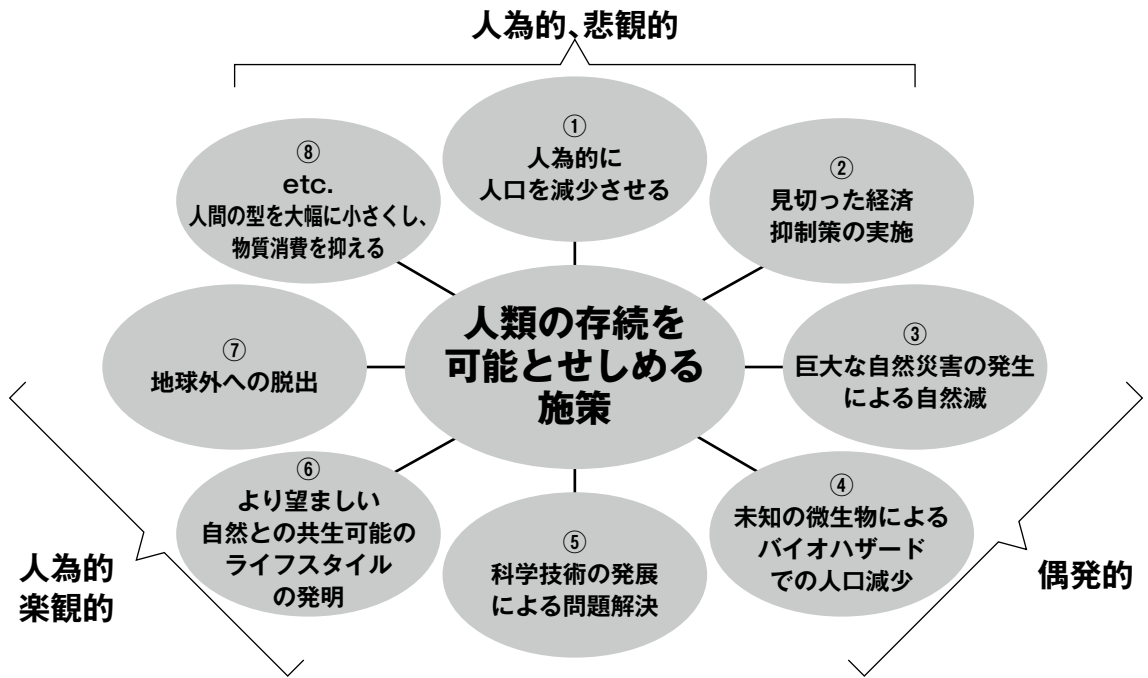 人為的、悲観的
①
人為的に
人口を減少させる
②
見切った経済
抑制策の実施
③
巨大な自然災害の発生
による自然滅
④
未知の微生物による
バイオハザード
での人口減少
⑤
科学技術の発展
による問題解決
⑥
より望ましい
自然との共生可能の
ライフスタイル
の発明
⑦
地球外への脱出
⑧
etc.
人間の型を大幅に小さくし、
物質消費を抑える
人類の存続を
可能とせしめる
施策
人為的
楽観的
偶発的